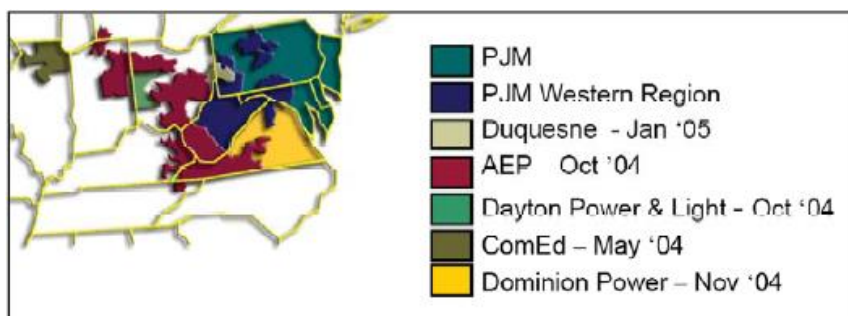 PJM
PJM Western Region
Duquesne - Jan '05
AEP Oct '04
Dayton Power & Light - Oct '04
ComEd – May '04
Dominion Power – Nov '04